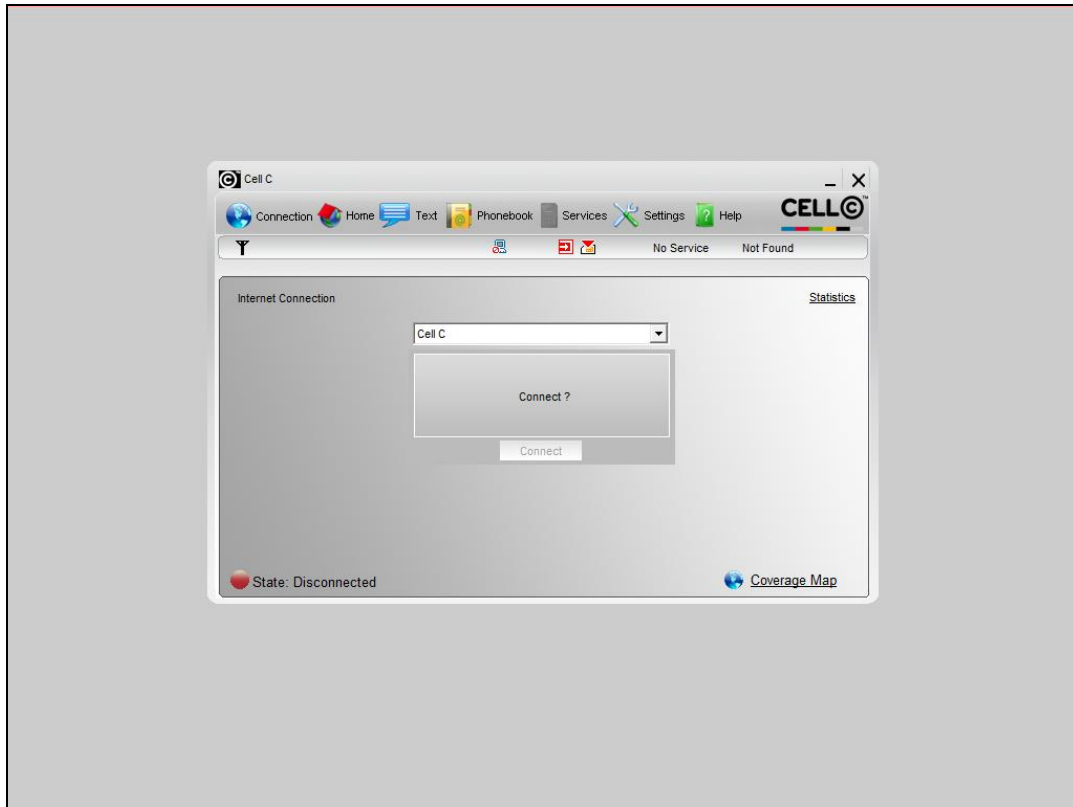 Cell C
Connection Home Text Phonebook Services Settings Help CELL©™
No Service Not Found
Internet Connection Statistics
Cell C
Connect ?
Connect
State: Disconnected Coverage Map